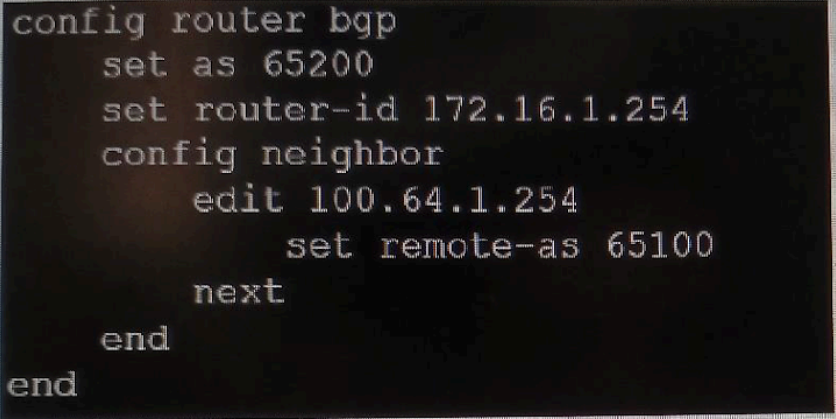 config router bgp
set as 65200
set router-id 172.16.1.254
config neighbor
edit 100.64.1.254
set remote-as 65100
next
end
end